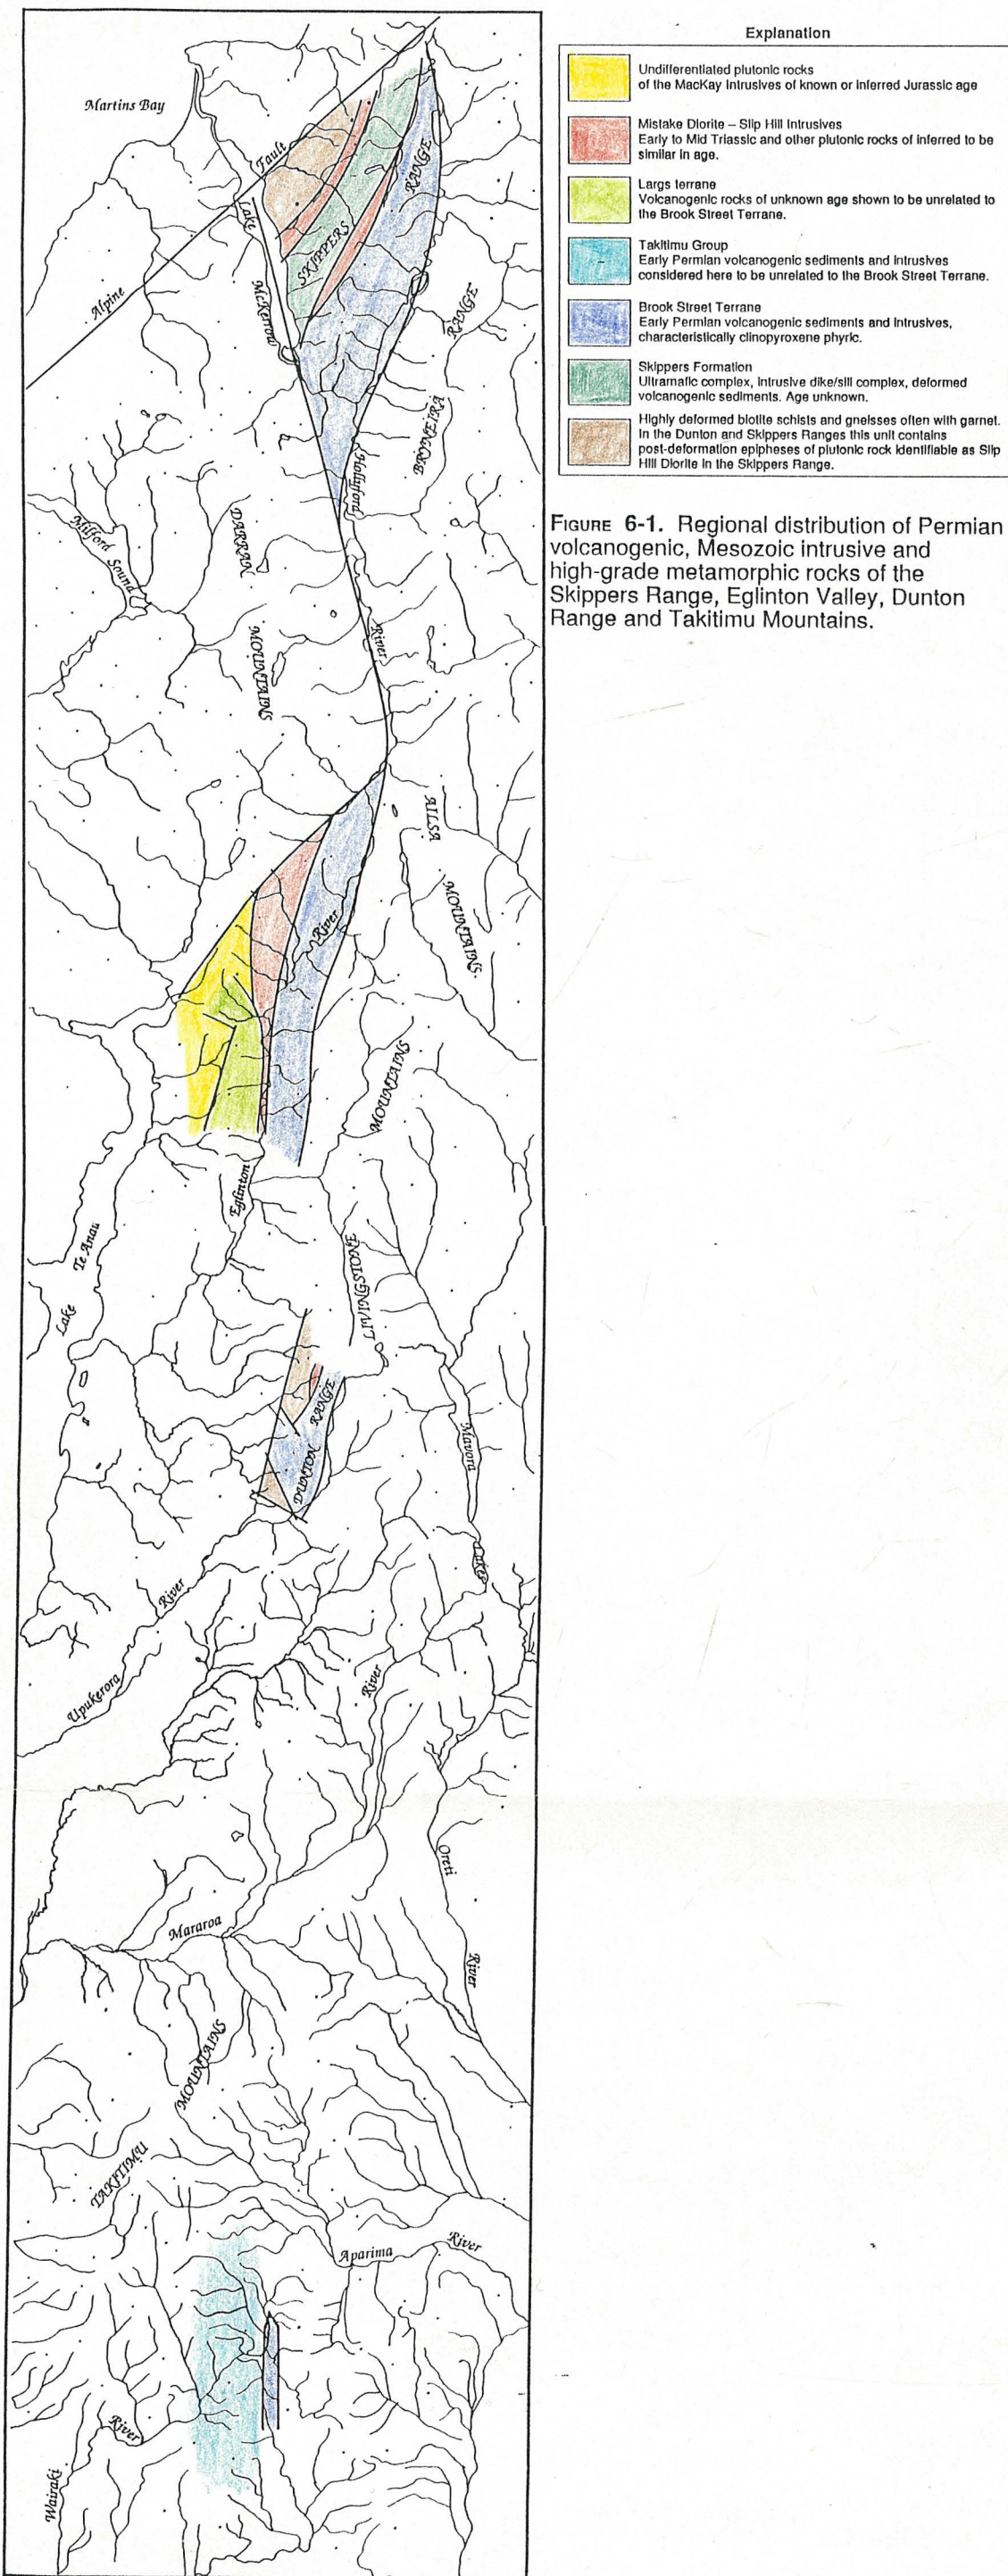 Explanation
Undifferentiated plutonic rocks
of the MacKay Intrusives of known or inferred Jurassic age
Mistake Diorite – Slip Hill Intrusives
Early to Mid Triassic and other plutonic rocks of inferred to be
similar in age.
Largs terrane
Volcanogenic rocks of unknown age shown to be unrelated to
the Brook Street Terrane.
Takitimu Group
Early Permian volcanogenic sediments and intrusives
considered here to be unrelated to the Brook Street Terrane.
Brook Street Terrane
Early Permian volcanogenic sediments and intrusives,
characteristically clinopyroxene phyric.
Skippers Formation
Ultramafic complex, intrusive dike/sill complex, deformed
volcanogenic sediments. Age unknown.
Highly deformed biotite schists and gneisses often with garnet.
In the Dunton and Skippers Ranges this unit contains
post-deformation epipheses of plutonic rock identifiable as Slip
Hill Diorite in the Skippers Range.
FIGURE 6-1. Regional distribution of Permian
volcanogenic, Mesozoic intrusive and
high-grade metamorphic rocks of the
Skippers Range, Eglinton Valley, Dunton
Range and Takitimu Mountains.
Martins Bay
Alpine
Fault
Lake
McKerrow
SKIPPERS
RANGE
BRYNEIRA
RANGE
Hollyford
River
Milford Sound
DARRAN
MOUNTAINS
AILSA
MOUNTAINS
River
Eglinton
LIVINGSTONE
MOUNTAINS
Lake
Te Anau
DUNTON
RANGE
Mavora
Lakes
Upukerora
River
River
Mararoa
Oreti
River
TAKITIMU
MOUNTAINS
Aparima
River
Wairaki
River